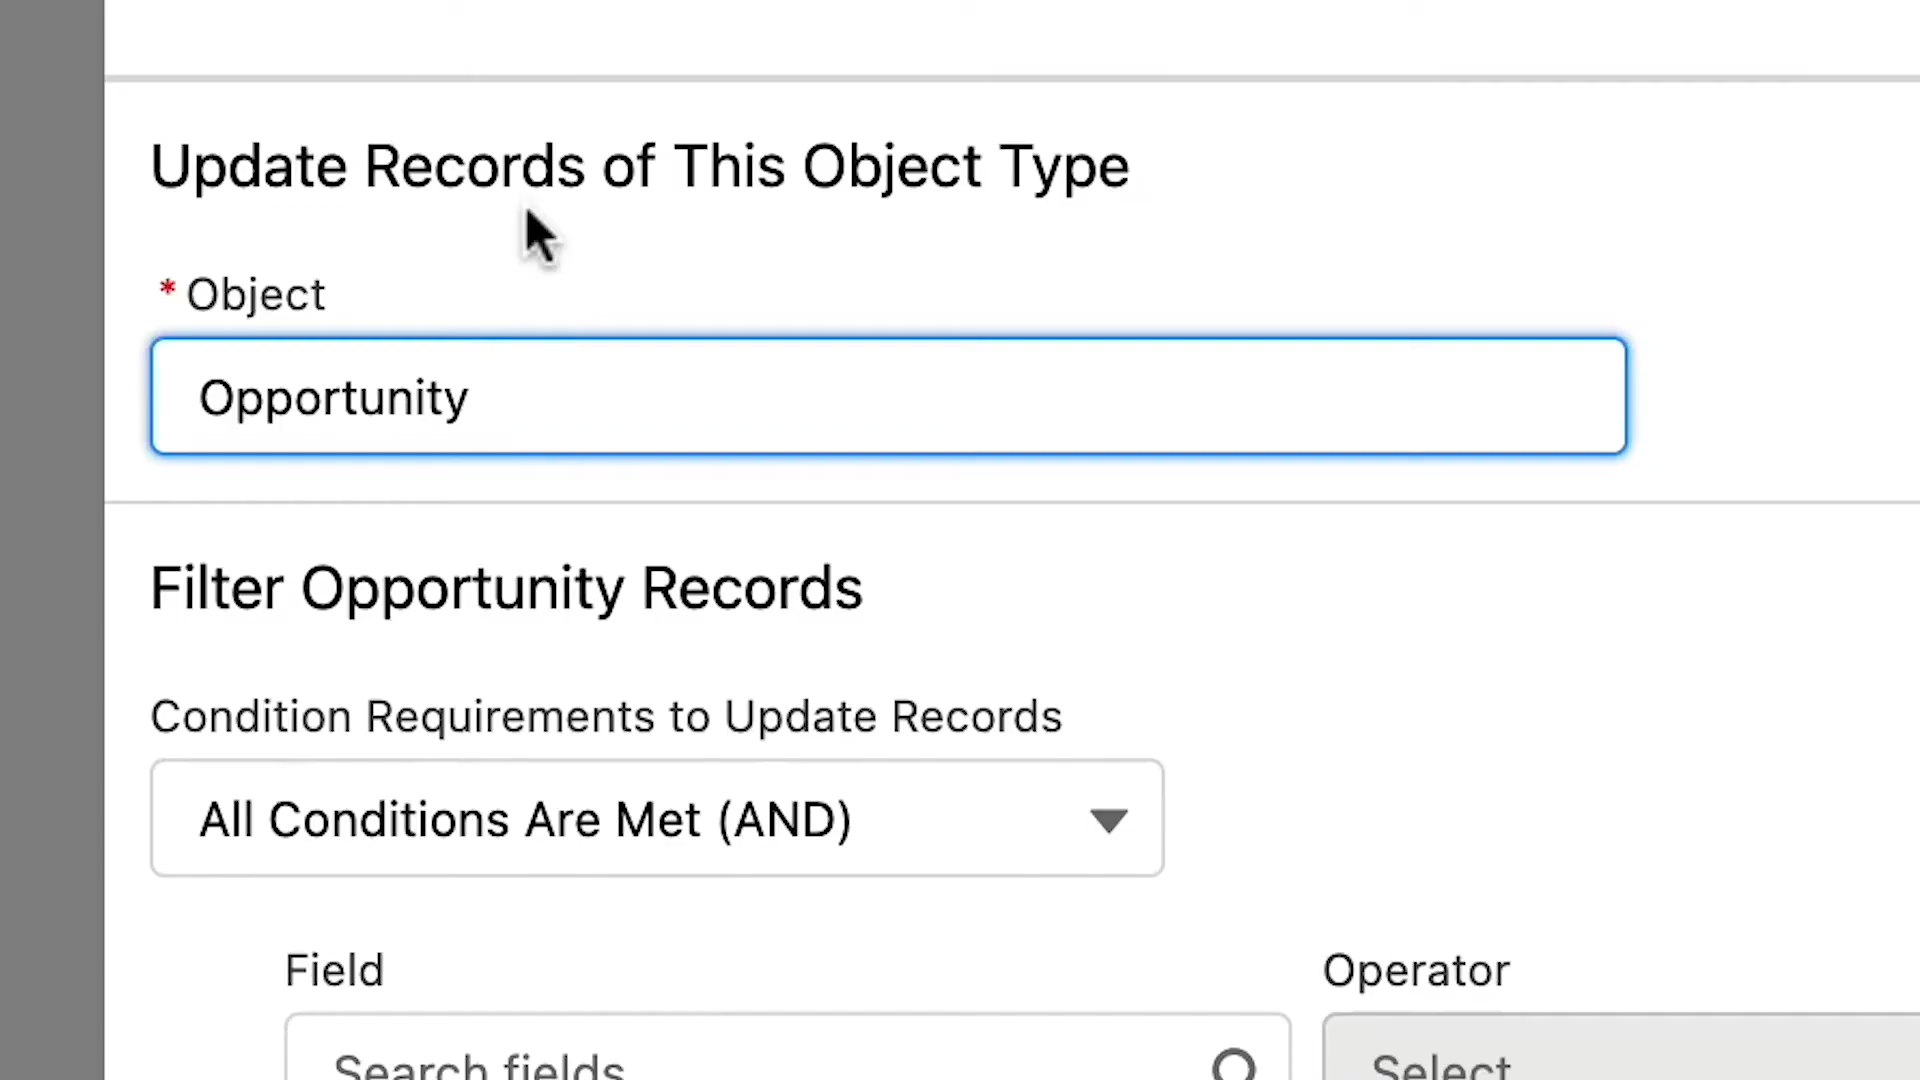 Update Records of This Object Type
* Object
Opportunity
Filter Opportunity Records
Condition Requirements to Update Records
All Conditions Are Met (AND)
Field Operator
Search fields... Select...